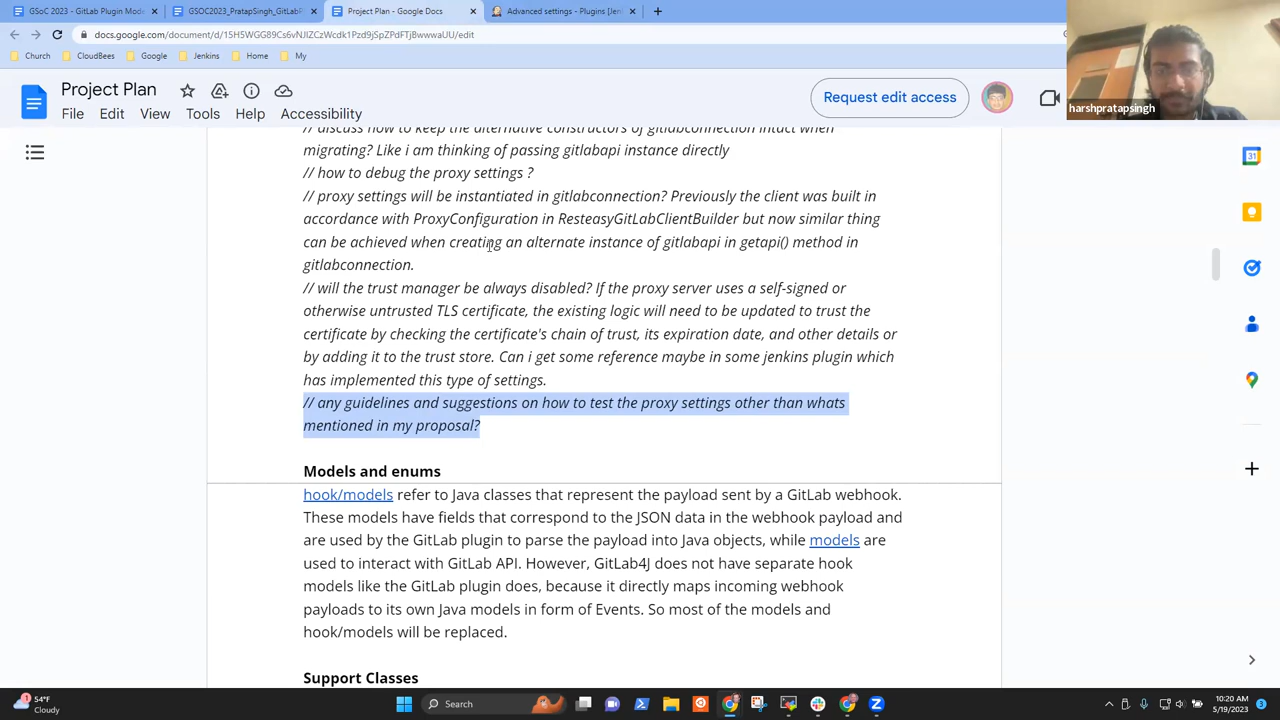 GSoC 2023 - GitLab Plugin Mode
GSOC2023_PratapSingh_GitLabP
Project Plan - Google Docs
Advanced settings - Plugins [Jen
docs.google.com/document/d/15H5WGG89Cs6vNJIZCzWcdk1Pzd9jSpZPdFTjBwwwaUU/edit
Church
CloudBees
Google
Jenkins
Home
My
harshpratapsingh
Project Plan
File Edit View Tools Help Accessibility
Request edit access
// discuss how to keep the alternative constructors of gitlabconnection intact when
migrating? Like i am thinking of passing gitlabapi instance directly
// how to debug the proxy settings ?
// proxy settings will be instantiated in gitlabconnection? Previously the client was built in
accordance with ProxyConfiguration in ResteasyGitLabClientBuilder but now similar thing
can be achieved when creating an alternate instance of gitlabapi in getapi() method in
gitlabconnection.
// will the trust manager be always disabled? If the proxy server uses a self-signed or
otherwise untrusted TLS certificate, the existing logic will need to be updated to trust the
certificate by checking the certificate's chain of trust, its expiration date, and other details or
by adding it to the trust store. Can i get some reference maybe in some jenkins plugin which
has implemented this type of settings.
// any guidelines and suggestions on how to test the proxy settings other than whats
mentioned in my proposal?
Models and enums
hook/models refer to Java classes that represent the payload sent by a GitLab webhook.
These models have fields that correspond to the JSON data in the webhook payload and
are used by the GitLab plugin to parse the payload into Java objects, while models are
used to interact with GitLab API. However, GitLab4J does not have separate hook
models like the GitLab plugin does, because it directly maps incoming webhook
payloads to its own Java models in form of Events. So most of the models and
hook/models will be replaced.
Support Classes
31
54°F
Cloudy
Search
10:20 AM
5/19/2023